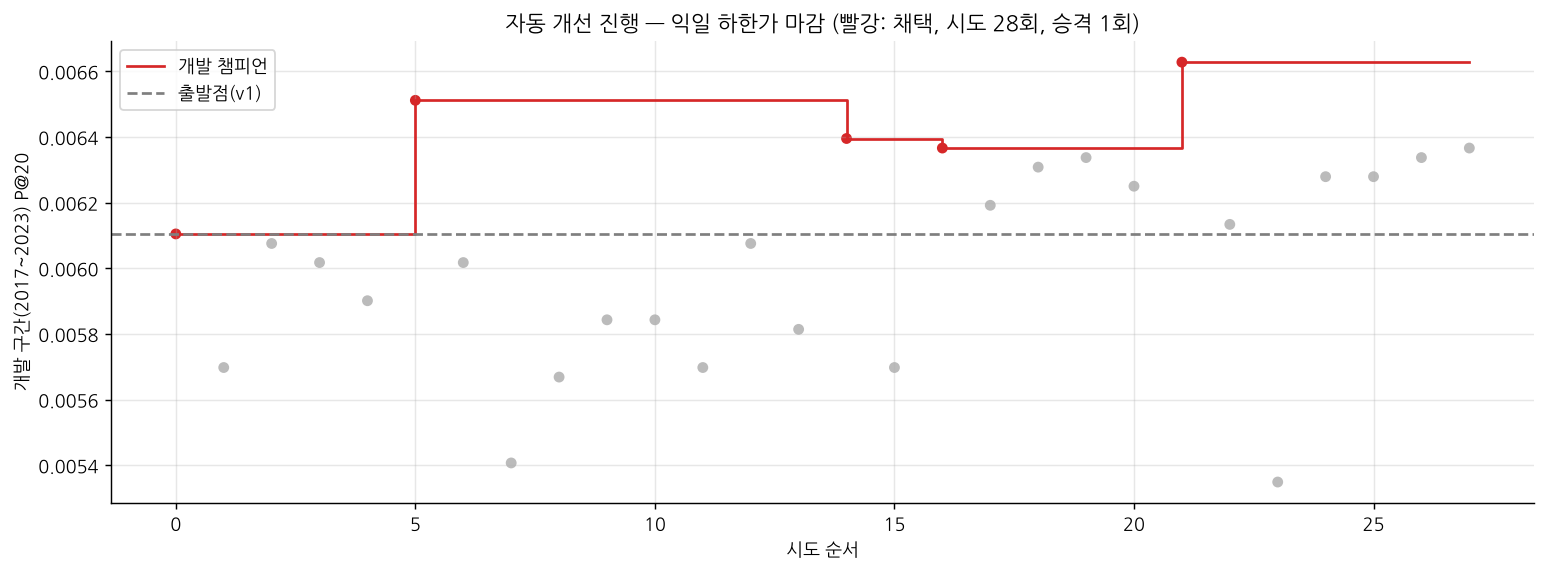 자동 개선 진행 — 익일 하한가 마감 (빨강: 채택, 시도 28회, 승격 1회)
개발 챔피언
출발점(v1)
개발 구간(2017~2023) P@20
0.0066
0.0064
0.0062
0.0060
0.0058
0.0056
0.0054
0 5 10 15 20 25
시도 순서